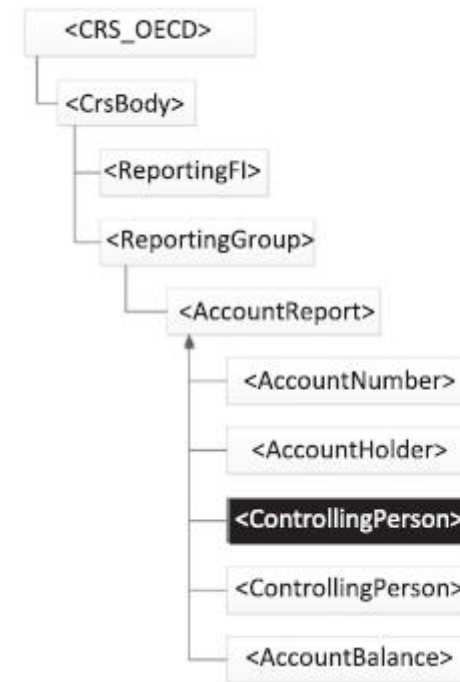 <CRS_OECD>
<CrsBody>
<ReportingFI>
<ReportingGroup>
<AccountReport>
<AccountNumber>
<AccountHolder>
<ControllingPerson>
<ControllingPerson>
<AccountBalance>